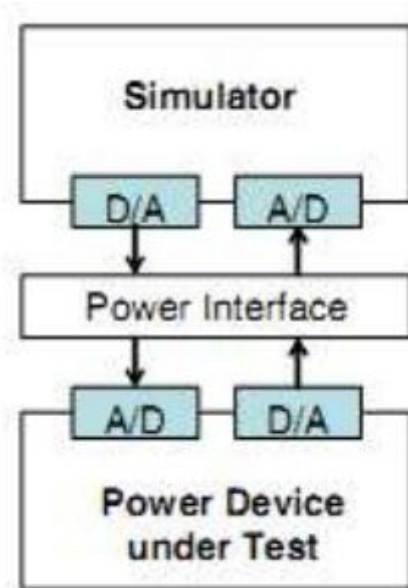 Simulator
D/A A/D
Power Interface
A/D D/A
Power Device
under Test